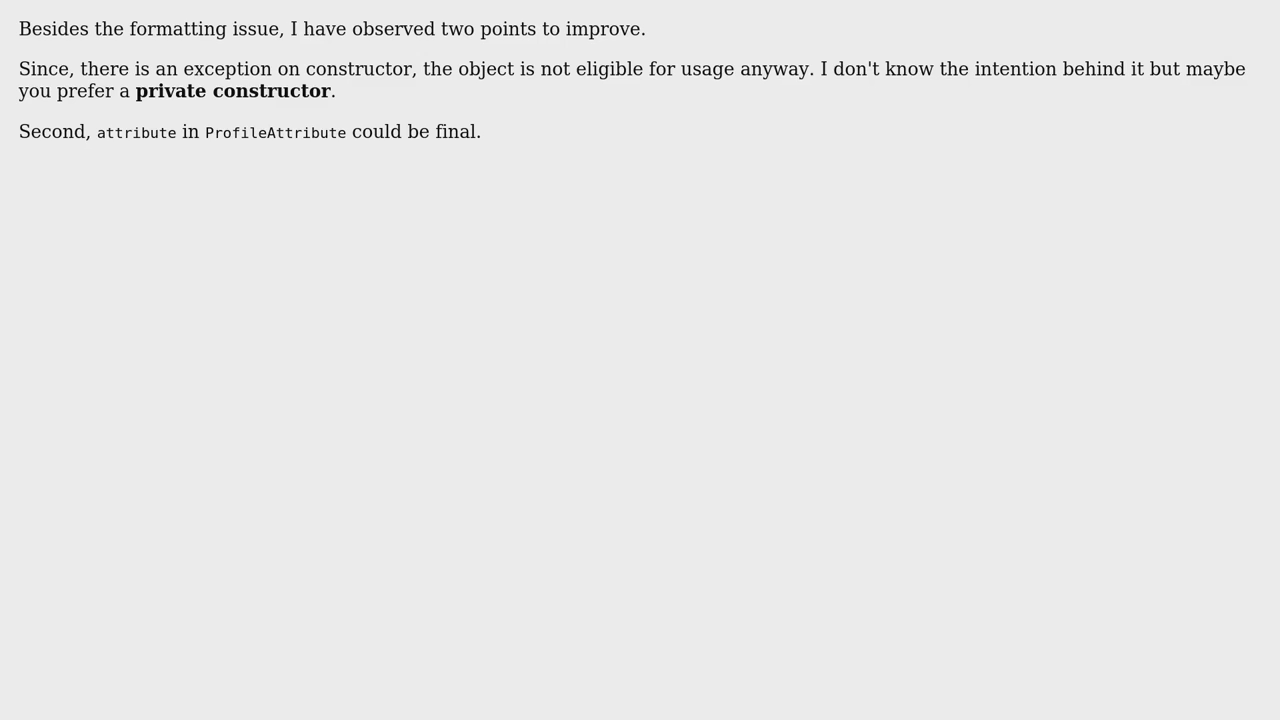 Besides the formatting issue, I have observed two points to improve.
Since, there is an exception on constructor, the object is not eligible for usage anyway. I don't know the intention behind it but maybe
you prefer a private constructor.
Second, attribute in ProfileAttribute could be final.